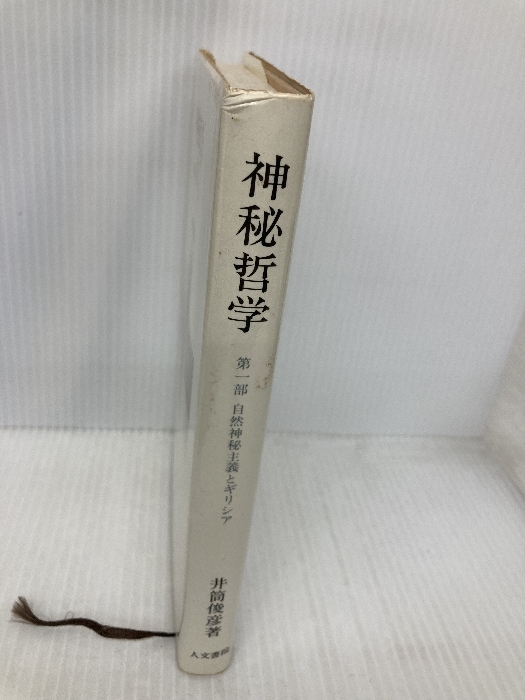 神秘哲学
第一部 自然神秘主義とギリシア
井筒俊彦著
人文書院